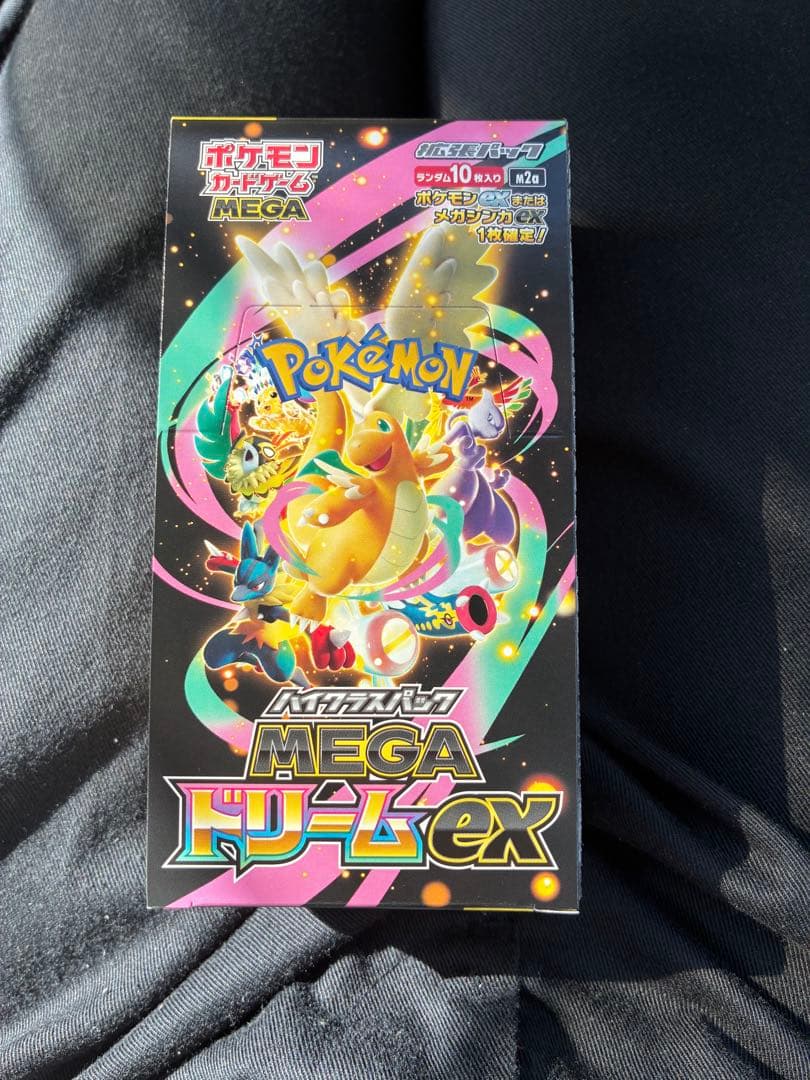 ポケモン
カードゲーム
MEGA
拡張パック
ランダム10枚入り M2a
ポケモンexまたは
メガシンカex
1枚確定!
POKéMON
TM
ハイクラスパック
MEGA
ドリームex